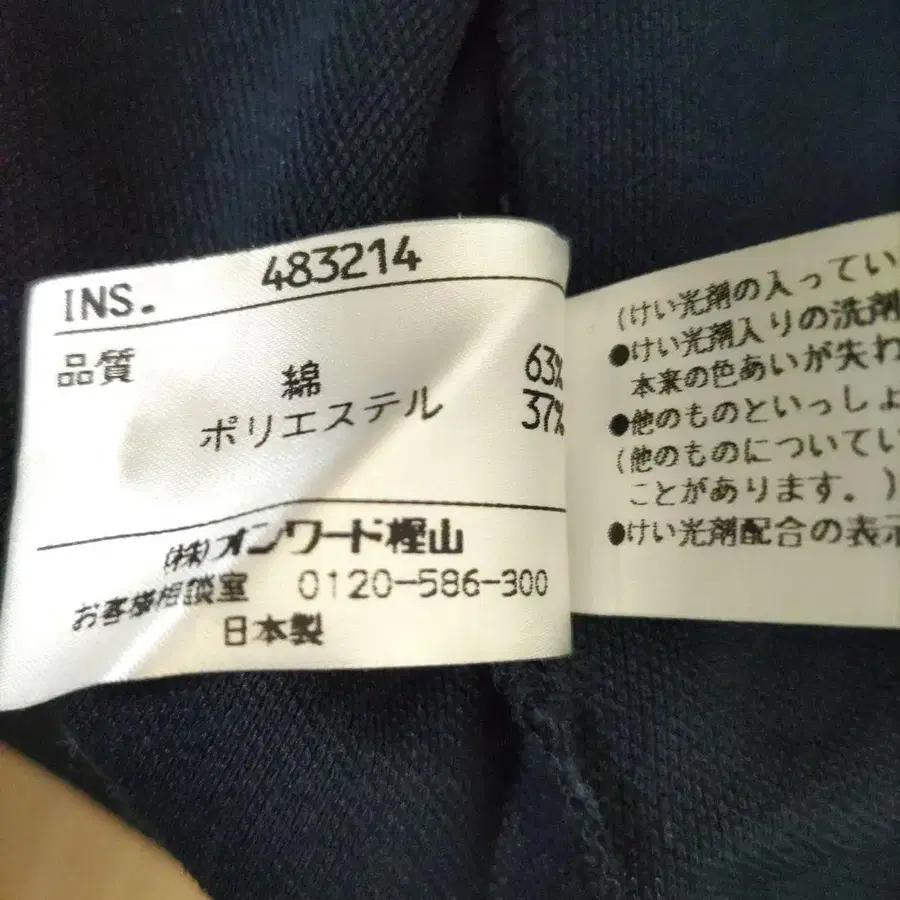 INS. 483214
品質
綿 63%
ポリエステル 37%
(株)オンワード樫山
お客様相談室 0120-586-300
日本製
(けい光剤の入ってい
●けい光剤入りの洗剤
本来の色あいが失わ
●他のものといっしょ
(他のものについてい
ことがあります。)
●けい光剤配合の表示